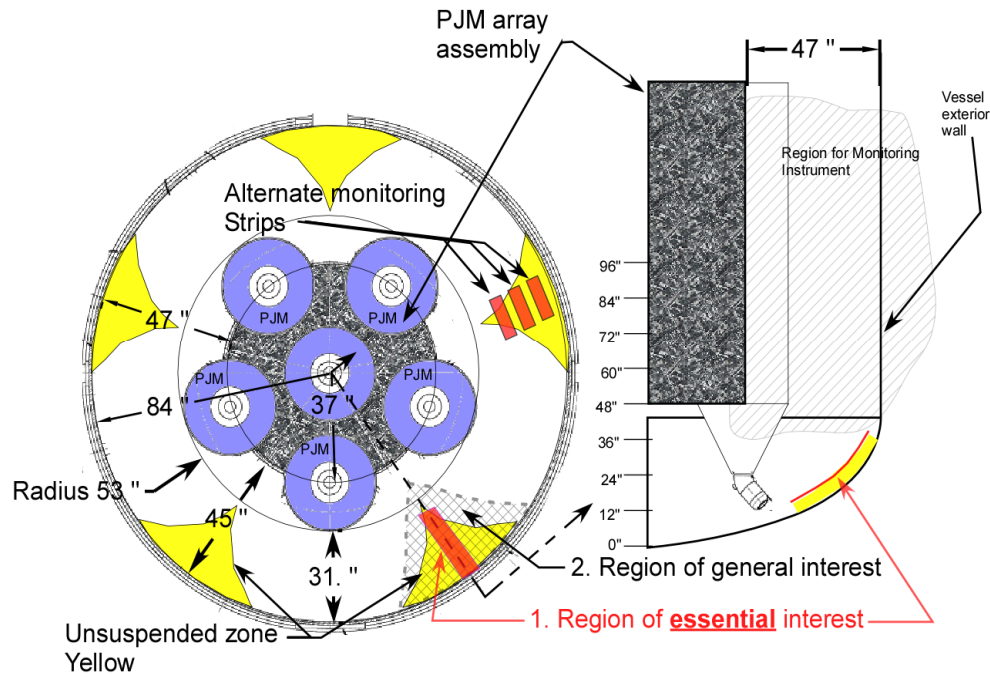 PJM array
assembly
47 "
Vessel
exterior
wall
Region for Monitoring
Instrument
Alternate monitoring
Strips
PJM
PJM
PJM
PJM
PJM
47 "
84 "
37 "
Radius 53 "
45 "
31. "
96"
84"
72"
60"
48"
36"
24"
12"
0"
2. Region of general interest
1. Region of essential interest
Unsuspended zone
Yellow